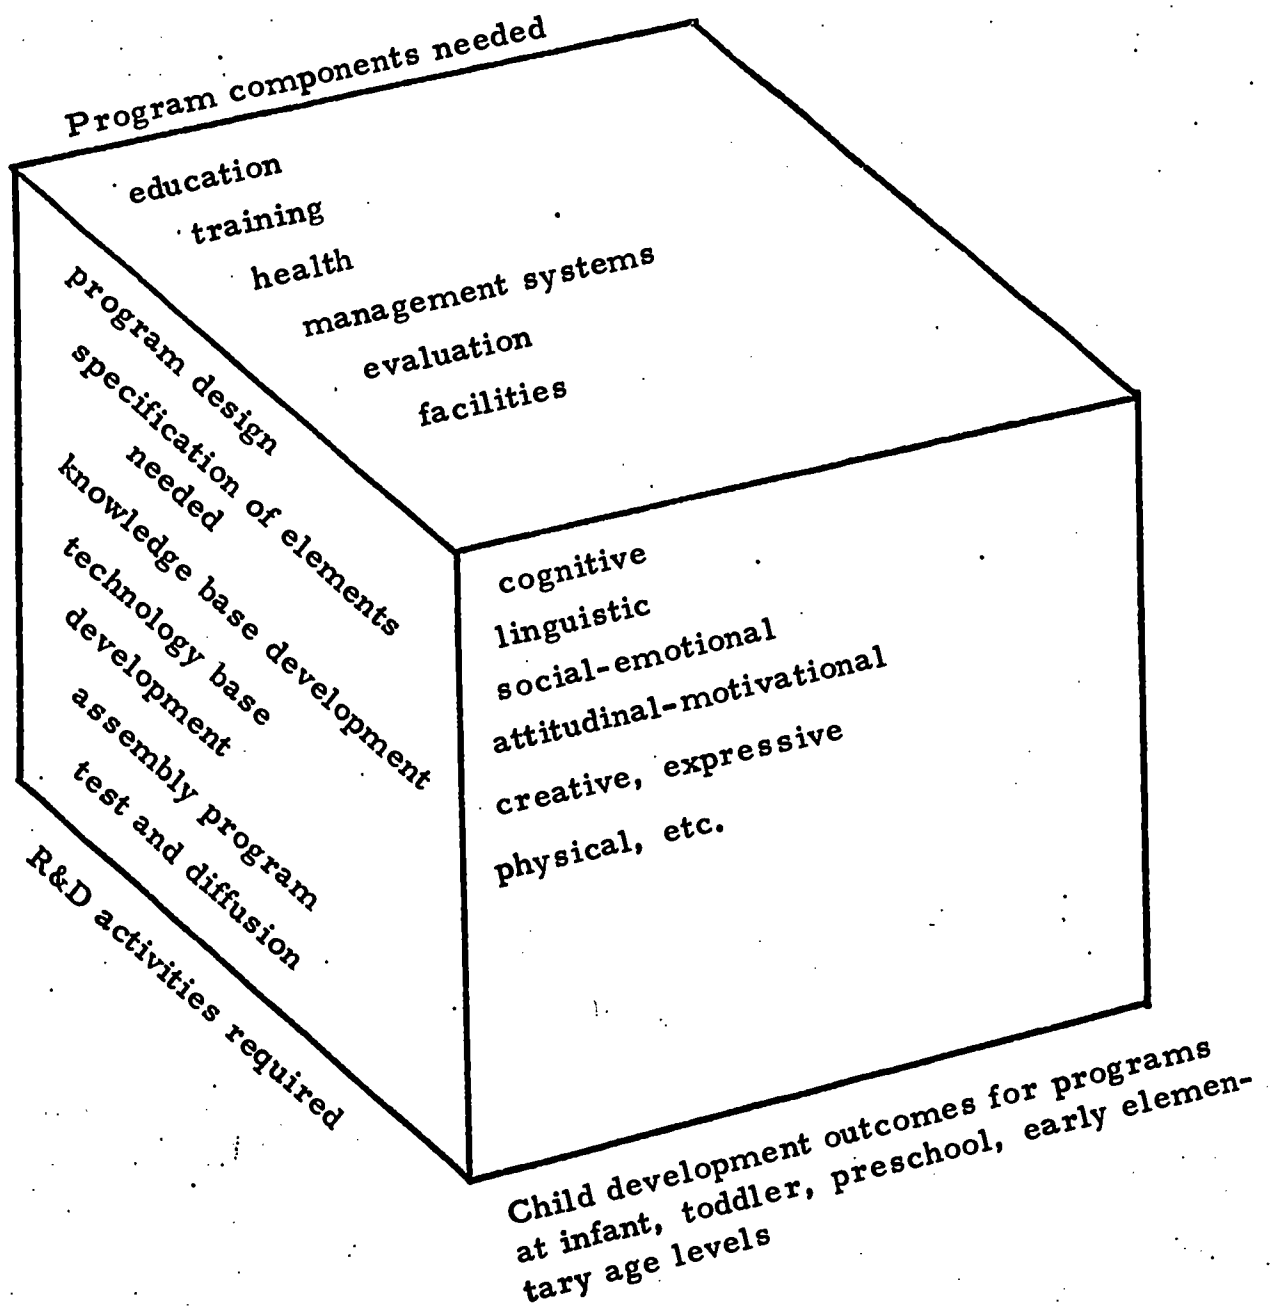 Program components needed
education
training
health
management systems
evaluation
facilities
program design
specification of elements
needed
knowledge base development
technology base
development
assembly program
test and diffusion
R&D activities required
cognitive
linguistic
social-emotional
attitudinal-motivational
creative, expressive
physical, etc.
Child development outcomes for programs
at infant, toddler, preschool, early elemen-
tary age levels